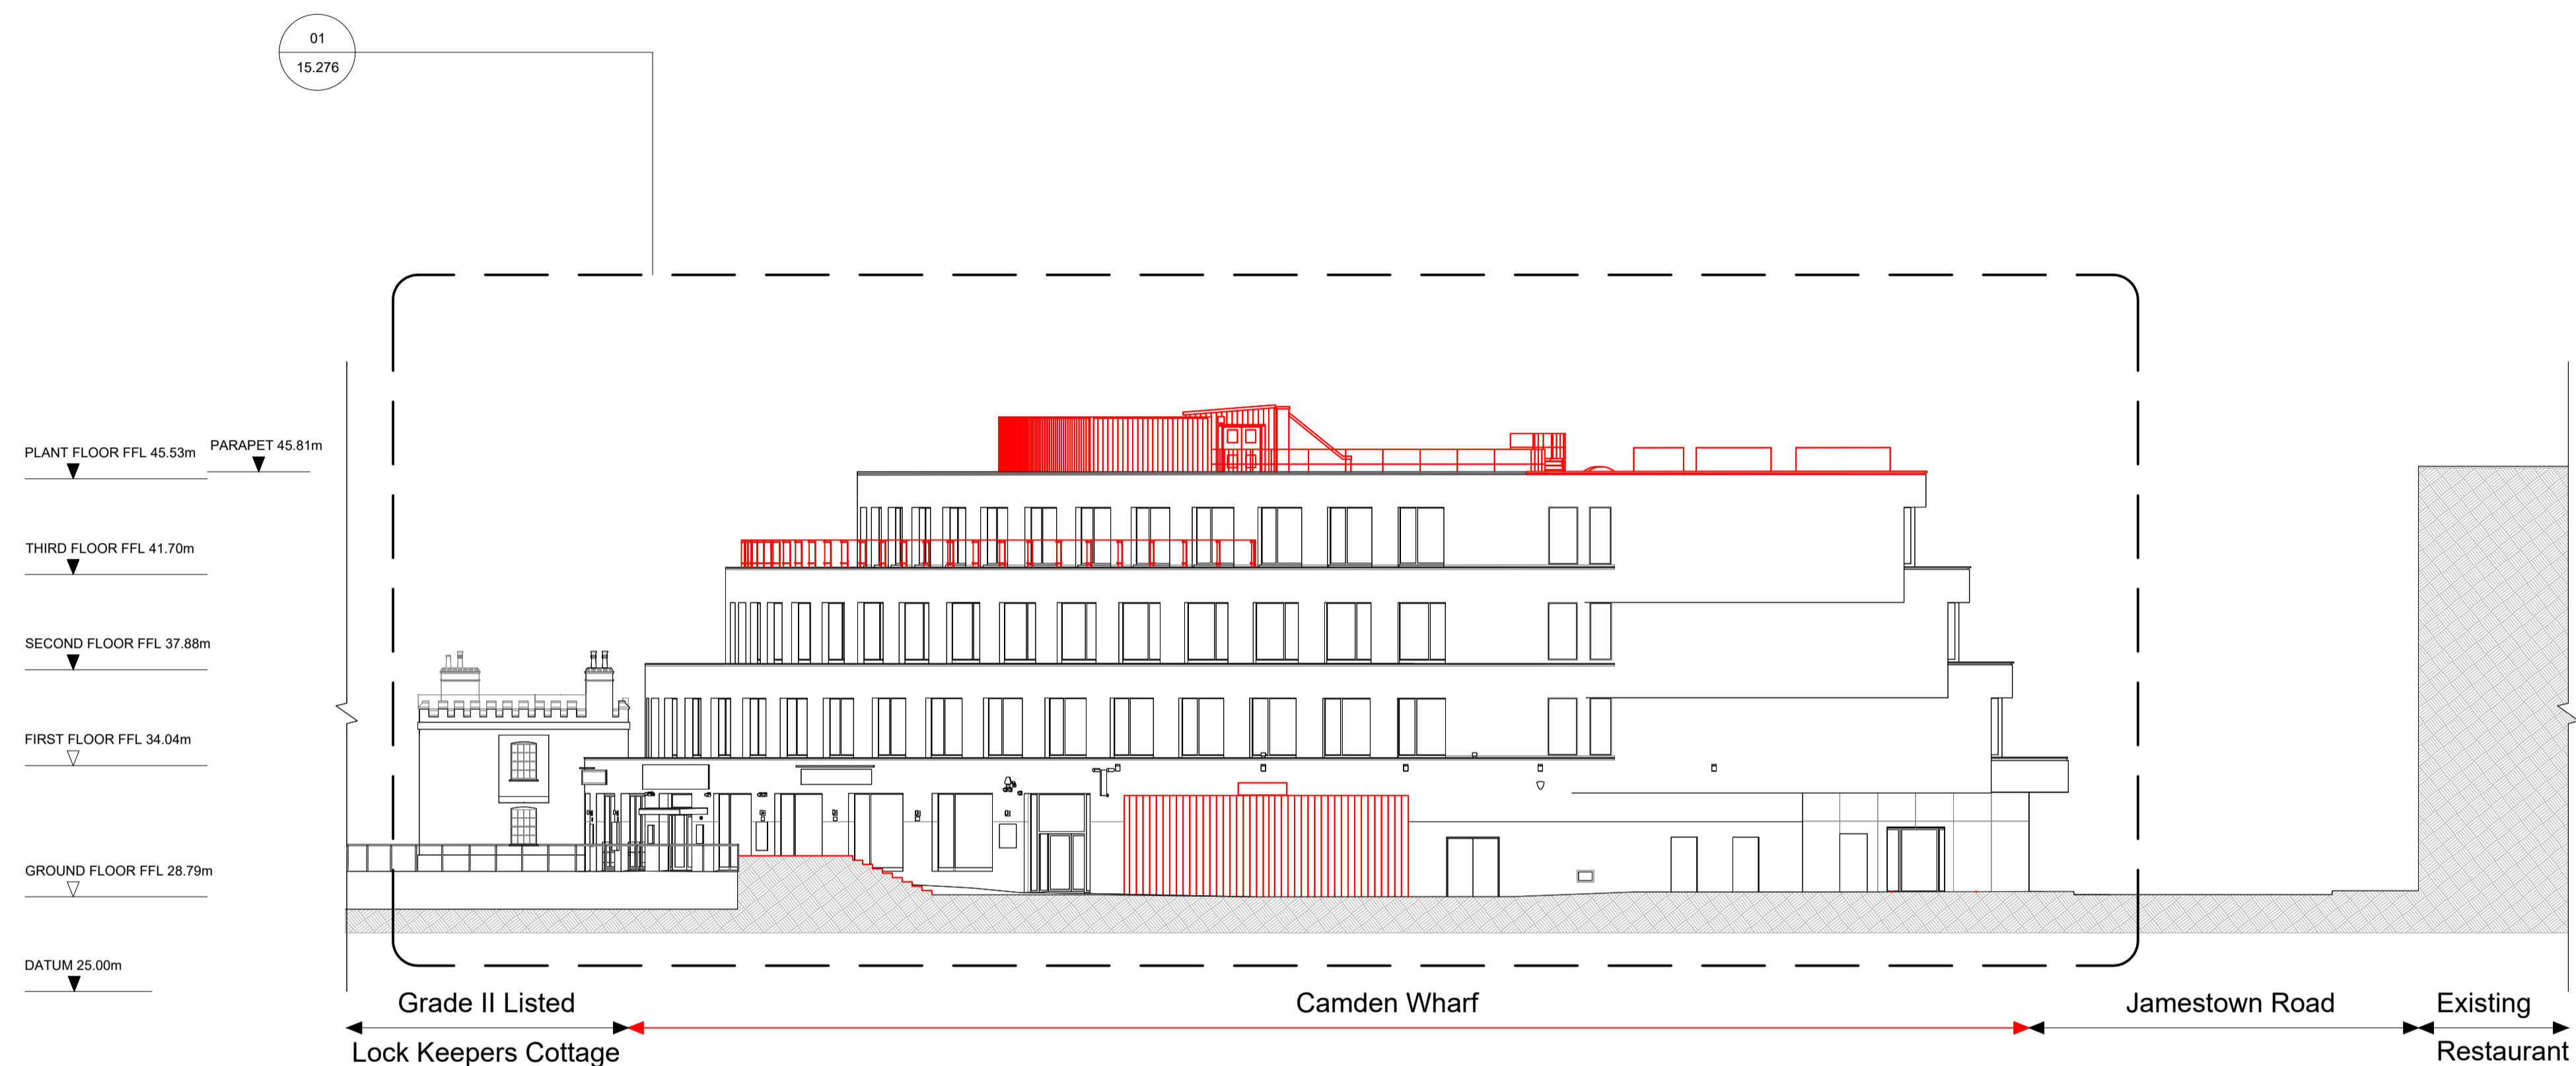 01
15.276
PLANT FLOOR FFL 45.53m
PARAPET 45.81m
THIRD FLOOR FFL 41.70m
SECOND FLOOR FFL 37.88m
FIRST FLOOR FFL 34.04m
GROUND FLOOR FFL 28.79m
DATUM 25.00m
Grade II Listed
Lock Keepers Cottage
Camden Wharf
Jamestown Road
Existing
Restaurant